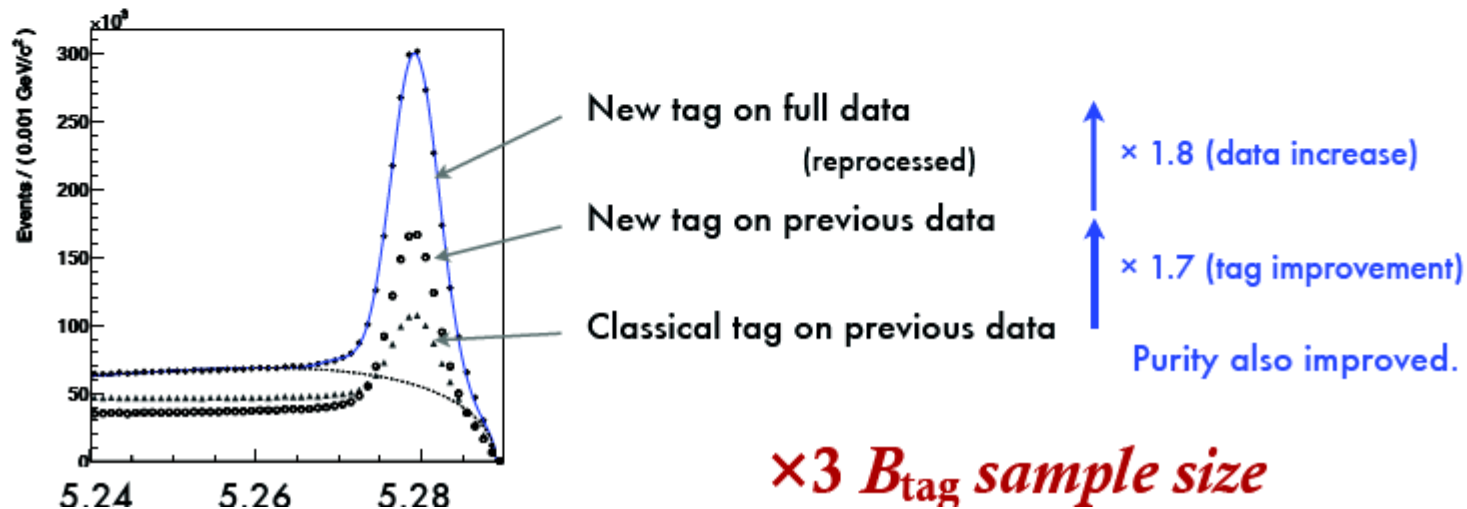 ×10³
Events / ( 0.001 GeV/c²)
300
250
200
150
100
50
0
5.24 5.26 5.28
New tag on full data
(reprocessed)
New tag on previous data
Classical tag on previous data
× 1.8 (data increase)
× 1.7 (tag improvement)
Purity also improved.
×3 Btag sample size